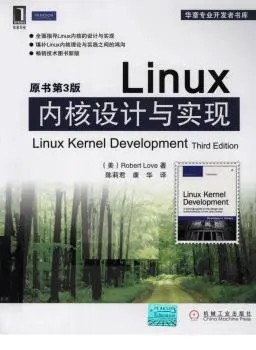 华章专业开发者书库
PEARSON
全面指导Linux内核的设计与实现
填补Linux内核理论与实践之间的鸿沟
畅销技术图书新版
原书第3版
Linux
内核设计与实现
Linux Kernel Development Third Edition
（美） Robert Love 著
陈莉君 康 华 译
Linux Kernel
Development
PEARSON
机械工业出版社
China Machine Press